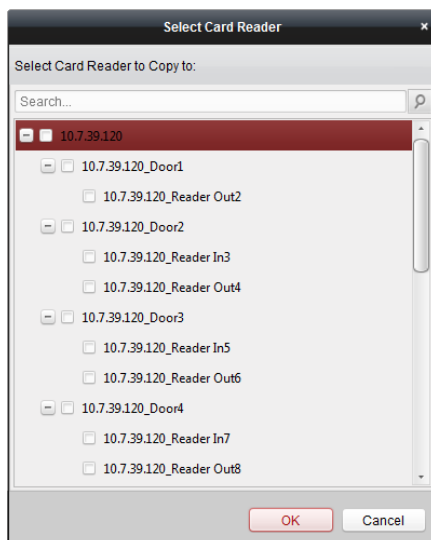 Select Card Reader ×
Select Card Reader to Copy to:
Search...
10.7.39.120
10.7.39.120_Door1
10.7.39.120_Reader Out2
10.7.39.120_Door2
10.7.39.120_Reader In3
10.7.39.120_Reader Out4
10.7.39.120_Door3
10.7.39.120_Reader In5
10.7.39.120_Reader Out6
10.7.39.120_Door4
10.7.39.120_Reader In7
10.7.39.120_Reader Out8
OK Cancel